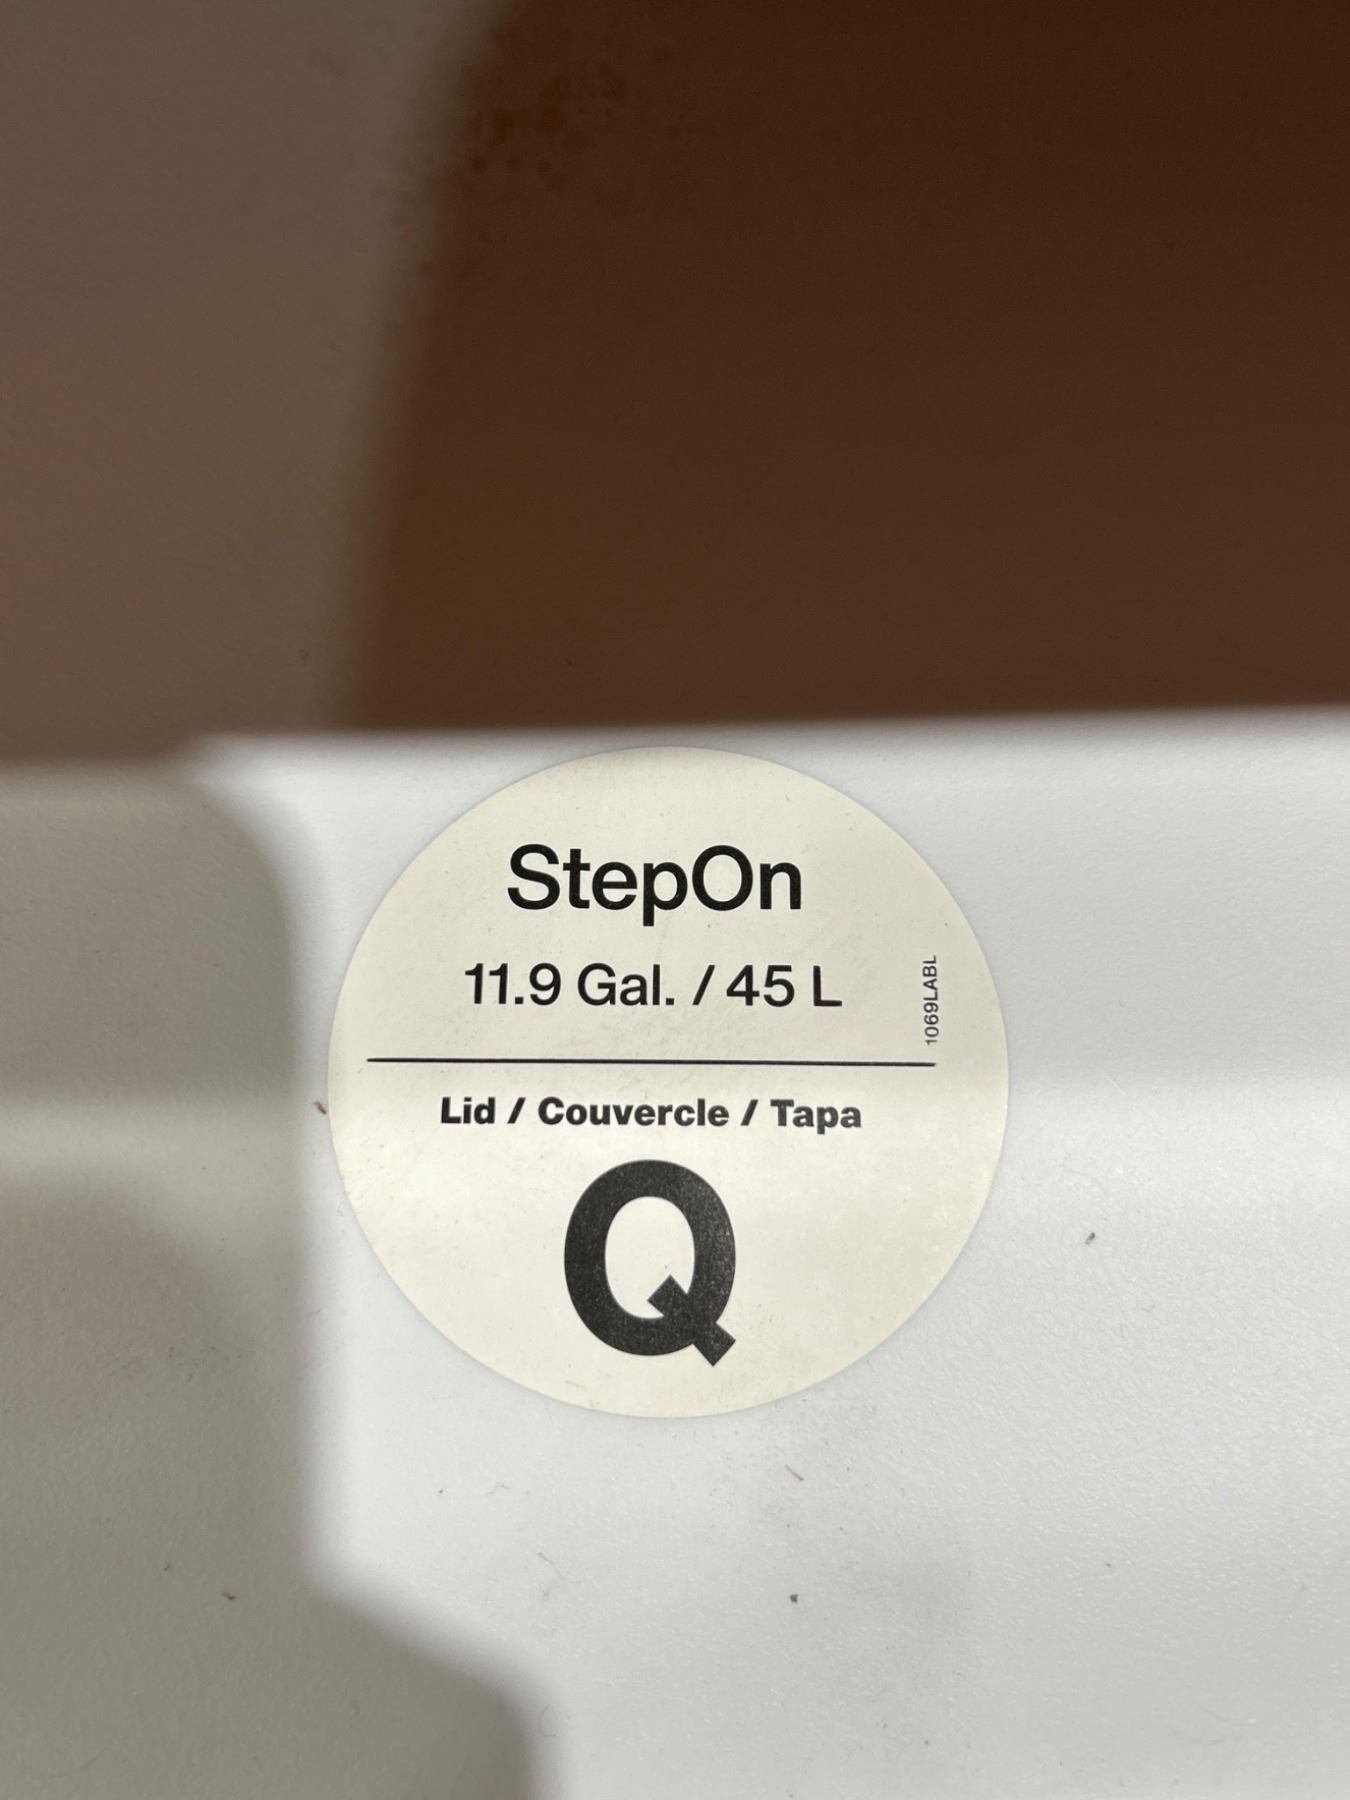 StepOn
11.9 Gal. / 45 L
1069LABL
Lid / Couvercle / Tapa
Q